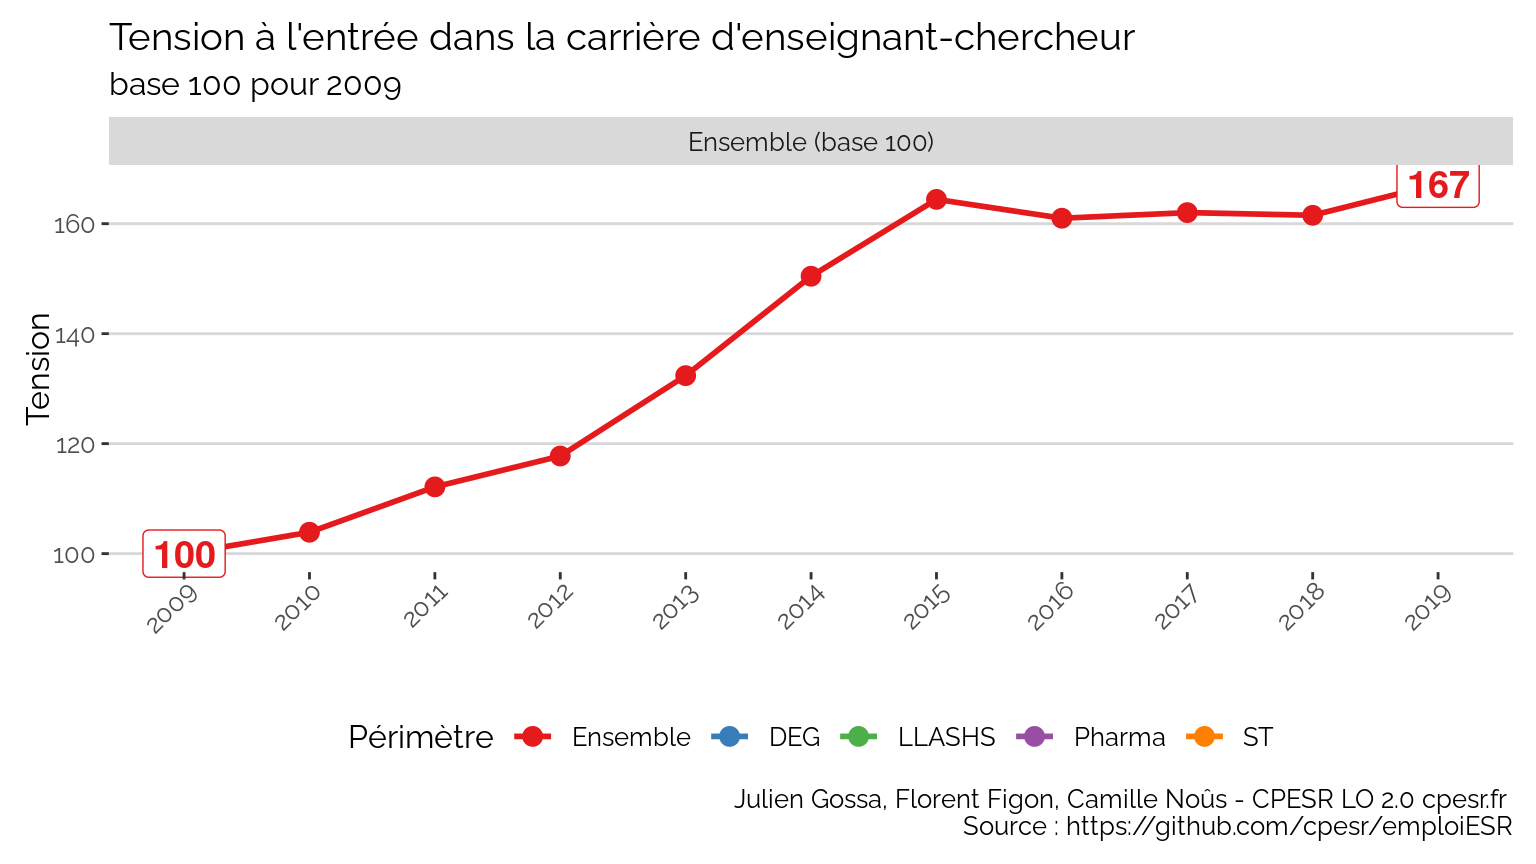 Tension à l'entrée dans la carrière d'enseignant-chercheur
base 100 pour 2009
Ensemble (base 100)
167
160
140
120
100
100
Tension
2009 2010 2011 2012 2013 2014 2015 2016 2017 2018 2019
Périmètre Ensemble DEG LLASHS Pharma ST
Julien Gossa, Florent Figon, Camille Noûs - CPESR LO 2.0 cpesr.fr
Source : https://github.com/cpesr/emploiESR